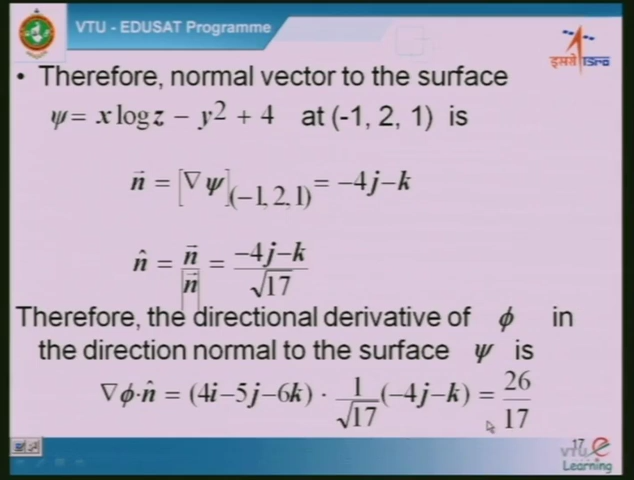 VTU - EDUSAT Programme
इसरो isro
• Therefore, normal vector to the surface
ψ = x log z − y² + 4 at (-1, 2, 1) is
n⃗ = [∇ψ](−1, 2, 1) = −4j−k
n̂ = n⃗ / |n⃗| = −4j−k / √17
Therefore, the directional derivative of ϕ in
the direction normal to the surface ψ is
∇ϕ·n̂ = (4i−5j−6k) · 1/√17 (−4j−k) = 26/17
17
VTU e
Learning